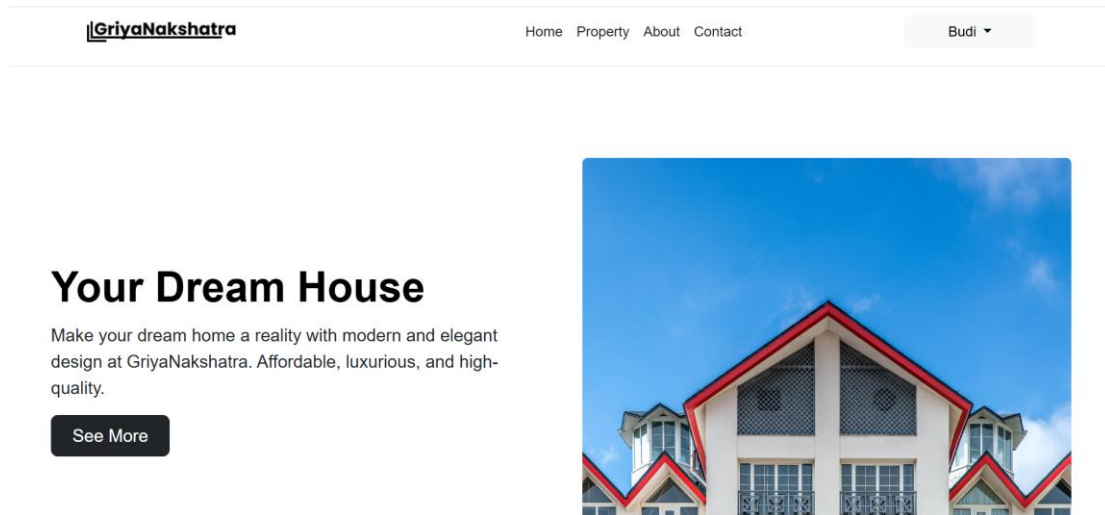 GriyaNakshatra
Home Property About Contact
Budi
Your Dream House
Make your dream home a reality with modern and elegant
design at GriyaNakshatra. Affordable, luxurious, and high-
quality.
See More